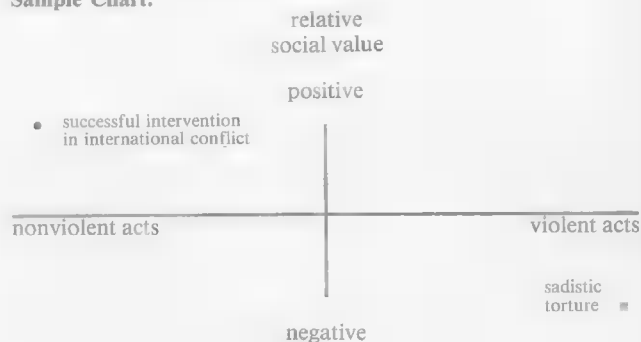 Sample Chart:
relative
social value
positive
successful intervention
in international conflict
nonviolent acts
violent acts
sadistic
torture
negative